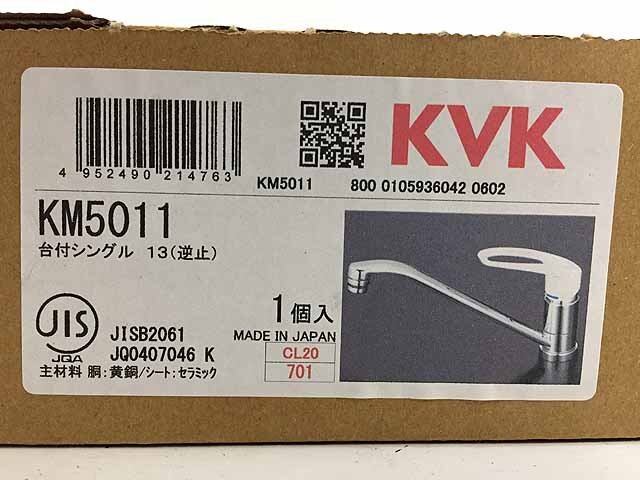 4 952490 214763
KVK
KM5011 800 0105936042 0602
KM5011
台付シングル 13(逆止)
JIS
JQA
JISB2061
JQ0407046 K
主材料 胴:黄銅/シート:セラミック
1個入
MADE IN JAPAN
CL20
701